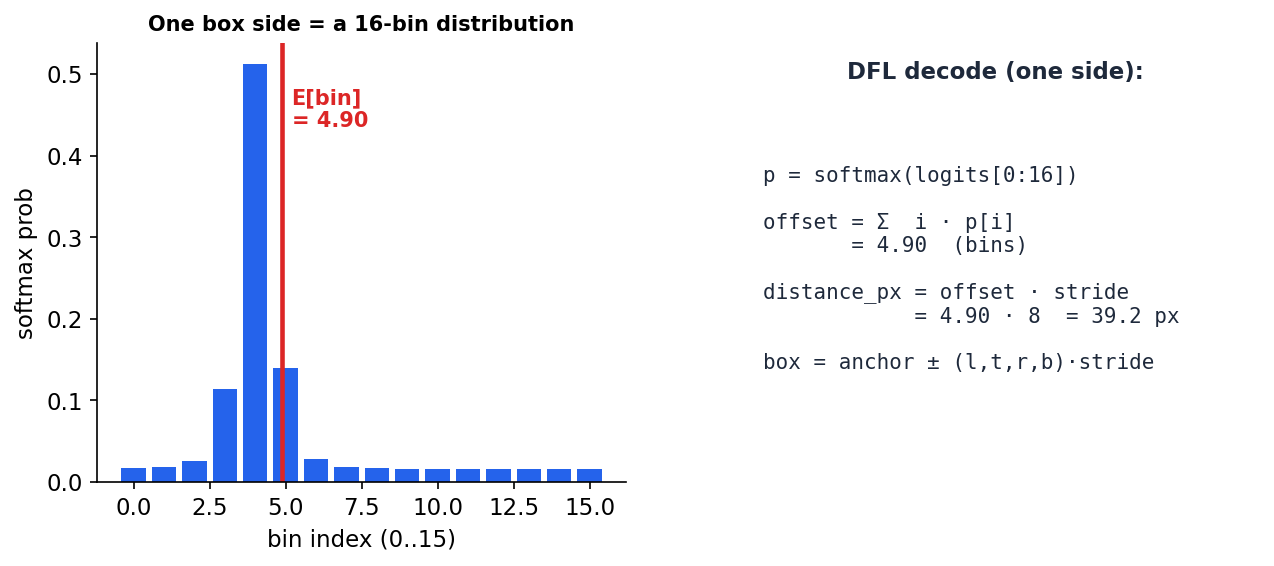 One box side = a 16-bin distribution
E[bin]
= 4.90
softmax prob
0.5
0.4
0.3
0.2
0.1
0.0
0.0 2.5 5.0 7.5 10.0 12.5 15.0
bin index (0..15)
DFL decode (one side):
p = softmax(logits[0:16])
offset = Σ  i · p[i]
       = 4.90  (bins)
distance_px = offset · stride
            = 4.90 · 8  = 39.2 px
box = anchor ± (l,t,r,b)·stride